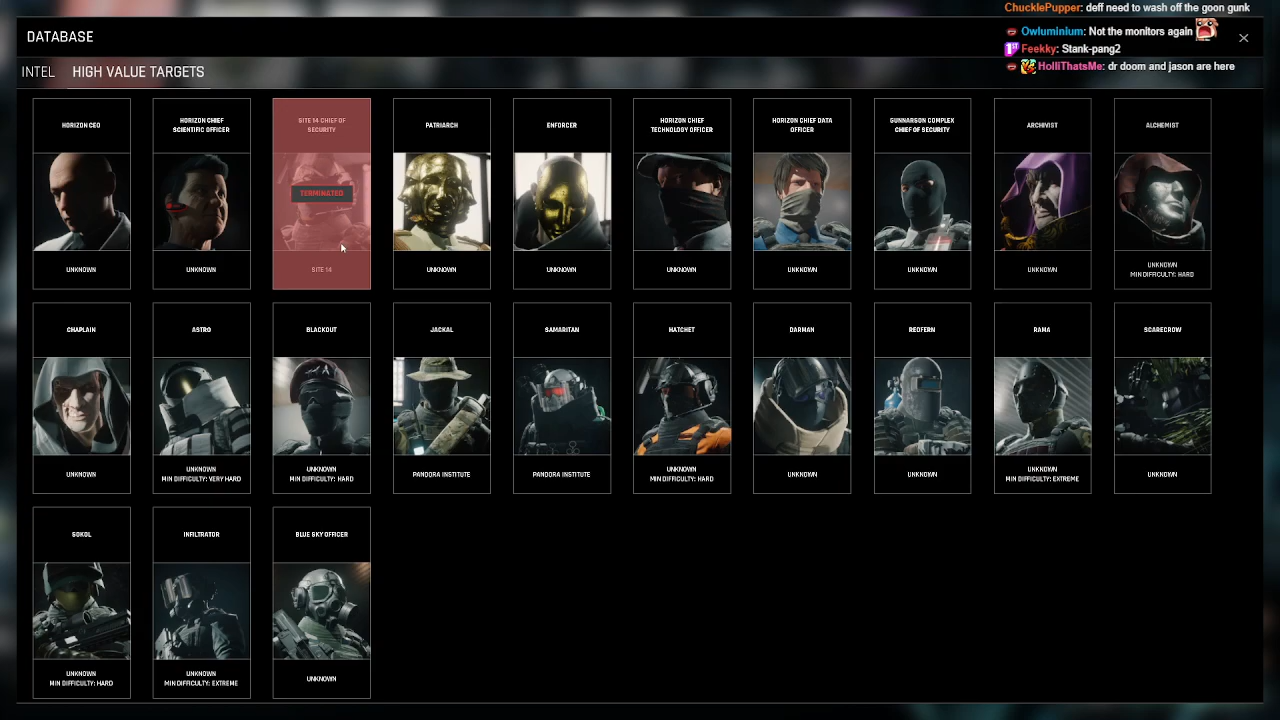 ChucklePupper: deff need to wash off the goon gunk
DATABASE
Owluminium: Not the monitors again
Feekky: Stank-pang2
INTEL
HIGH VALUE TARGETS
HolliThatsMe: dr doom and jason are here
HORIZON CEO
UNKNOWN
HORIZON CHIEF
SCIENTIFIC OFFICER
UNKNOWN
SITE 14 CHIEF OF
SECURITY
TERMINATED
SITE 14
PATRIARCH
UNKNOWN
ENFORCER
UNKNOWN
HORIZON CHIEF
TECHNOLOGY OFFICER
UNKNOWN
HORIZON CHIEF DATA
OFFICER
UNKNOWN
GUNNARSON COMPLEX
CHIEF OF SECURITY
UNKNOWN
ARCHIVIST
UNKNOWN
ALCHEMIST
UNKNOWN
MIN DIFFICULTY: HARD
CHAPLAIN
UNKNOWN
ASTRO
UNKNOWN
MIN DIFFICULTY: VERY HARD
BLACKOUT
UNKNOWN
MIN DIFFICULTY: HARD
JACKAL
PANDORA INSTITUTE
SAMARITAN
PANDORA INSTITUTE
HATCHET
UNKNOWN
MIN DIFFICULTY: HARD
DARMAN
UNKNOWN
REDFERN
UNKNOWN
RAMA
UNKNOWN
MIN DIFFICULTY: EXTREME
SCARECROW
UNKNOWN
SOKOL
UNKNOWN
MIN DIFFICULTY: HARD
INFILTRATOR
UNKNOWN
MIN DIFFICULTY: EXTREME
BLUE SKY OFFICER
UNKNOWN